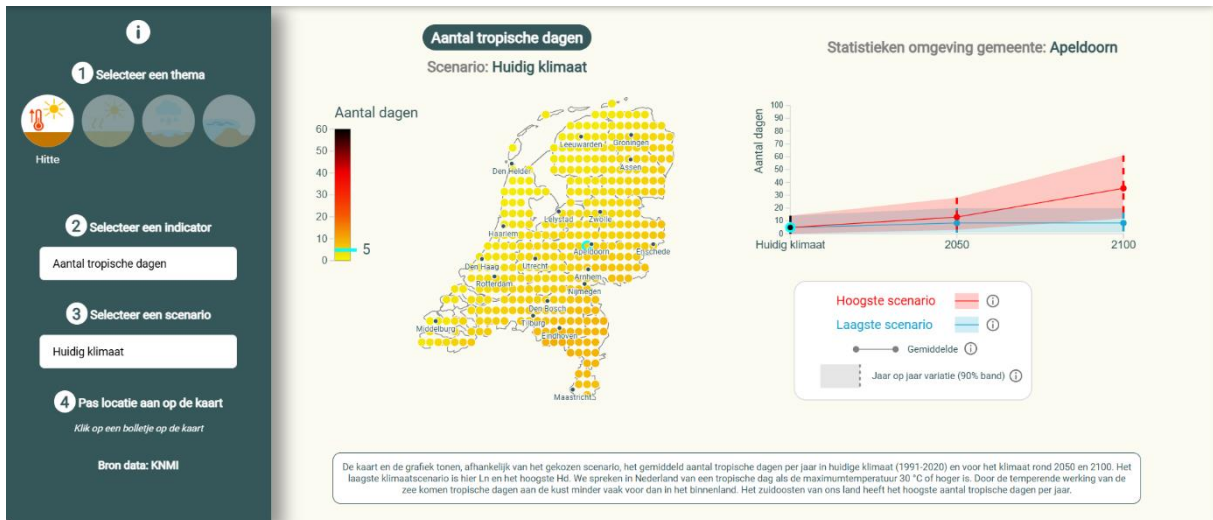 i
1 Selecteer een thema
Hitte
2 Selecteer een indicator
Aantal tropische dagen
3 Selecteer een scenario
Huidig klimaat
4 Pas locatie aan op de kaart
Klik op een bolletje op de kaart
Bron data: KNMI
Aantal tropische dagen
Scenario: Huidig klimaat
Aantal dagen
60
50
40
30
20
10
0
5
Leeuwarden
Groningen
Assen
Den Helder
Lelystad
Zwolle
Haarlem
Apeldoorn
Enschede
Den Haag
Utrecht
Arnhem
Rotterdam
Nijmegen
Den Bosch
Middelburg
Tilburg
Eindhoven
Maastricht
Statistieken omgeving gemeente: Apeldoorn
Aantal dagen
100
90
80
70
60
50
40
30
20
10
0
Huidig klimaat 2050 2100
Hoogste scenario i
Laagste scenario i
Gemiddelde i
Jaar op jaar variatie (90% band) i
De kaart en de grafiek tonen, afhankelijk van het gekozen scenario, het gemiddeld aantal tropische dagen per jaar in huidige klimaat (1991-2020) en voor het klimaat rond 2050 en 2100. Het
laagste klimaatscenario is hier Ln en het hoogste Hd. We spreken in Nederland van een tropische dag als de maximumtemperatuur 30 °C of hoger is. Door de temperende werking van de
zee komen tropische dagen aan de kust minder vaak voor dan in het binnenland. Het zuidoosten van ons land heeft het hoogste aantal tropische dagen per jaar.